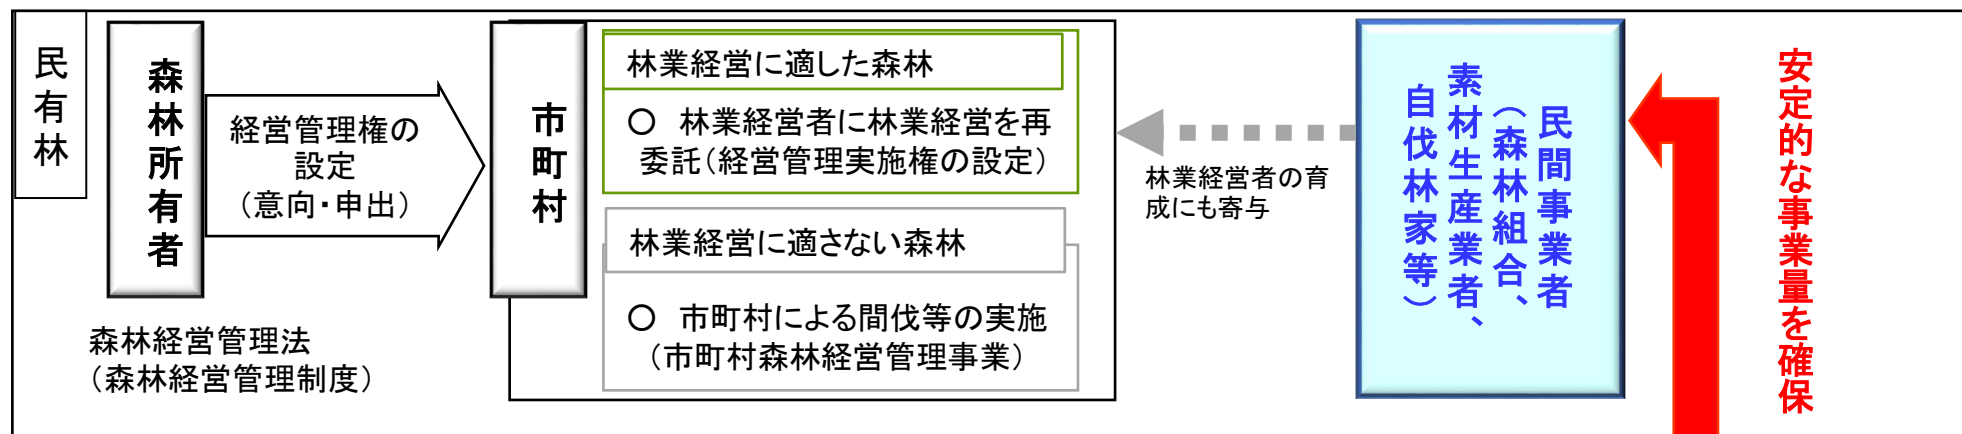 民有林
森林所有者
経営管理権の
設定
(意向・申出)
森林経営管理法
(森林経営管理制度)
市町村
林業経営に適した森林
○ 林業経営者に林業経営を再
委託(経営管理実施権の設定)
林業経営に適さない森林
○ 市町村による間伐等の実施
(市町村森林経営管理事業)
林業経営者の育
成にも寄与
民間事業者
(森林組合、
素材生産業者、
自伐林家等)
安定的な事業量を確保